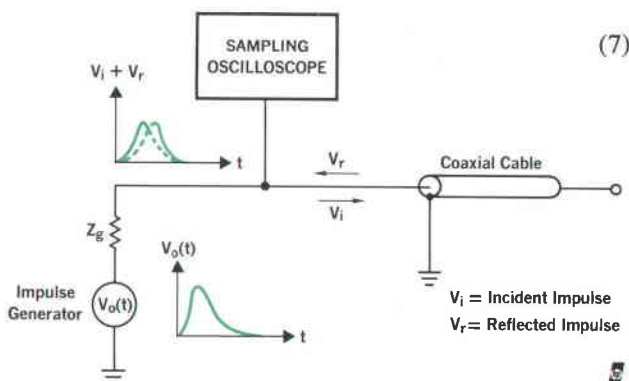 (7)
SAMPLING
OSCILLOSCOPE
Vi + Vr
t
Vr
Vi
Coaxial Cable
Zg
Vo(t)
Impulse
Generator
Vo(t)
t
Vi = Incident Impulse
Vr = Reflected Impulse